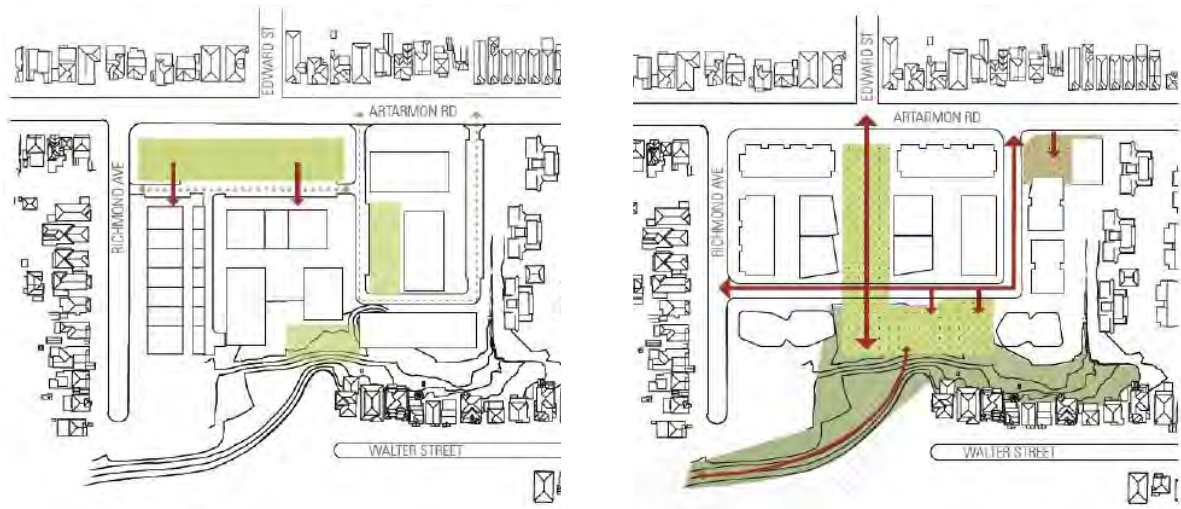 EDWARD ST
ARTARMON RD
RICHMOND AVE
WALTER STREET
EDWARD ST
ARTARMON RD
RICHMOND AVE
WALTER STREET